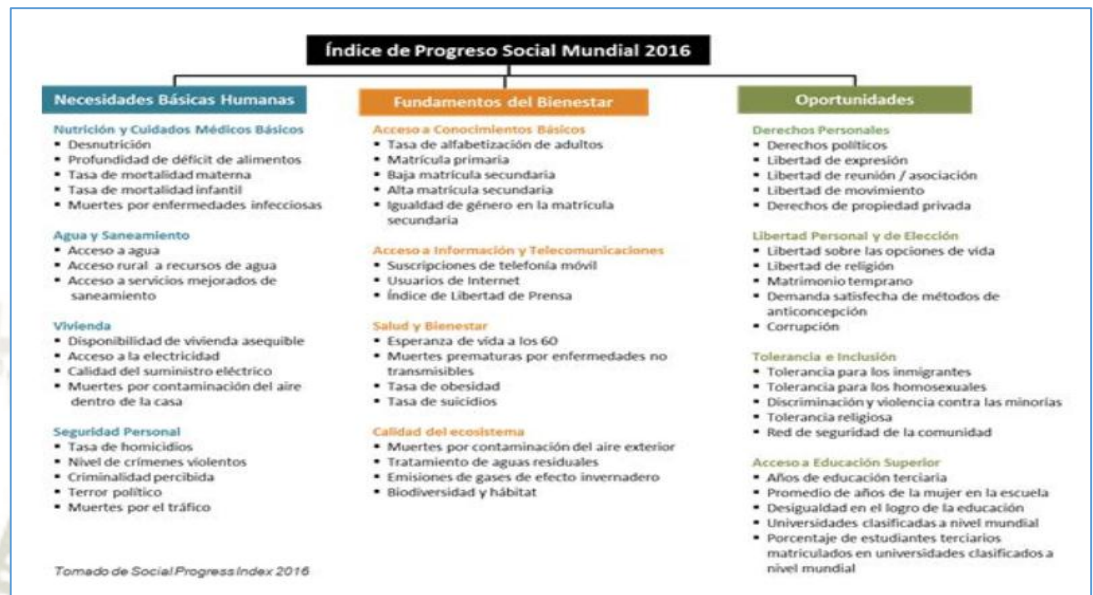 Índice de Progreso Social Mundial 2016
Necesidades Básicas Humanas
Nutrición y Cuidados Médicos Básicos
▪ Desnutrición
▪ Profundidad de déficit de alimentos
▪ Tasa de mortalidad materna
▪ Tasa de mortalidad infantil
▪ Muertes por enfermedades infecciosas
Agua y Saneamiento
▪ Acceso a agua
▪ Acceso rural a recursos de agua
▪ Acceso a servicios mejorados de
saneamiento
Vivienda
▪ Disponibilidad de vivienda asequible
▪ Acceso a la electricidad
▪ Calidad del suministro eléctrico
▪ Muertes por contaminación del aire
dentro de la casa
Seguridad Personal
▪ Tasa de homicidios
▪ Nivel de crímenes violentos
▪ Criminalidad percibida
▪ Terror político
▪ Muertes por el tráfico
Fundamentos del Bienestar
Acceso a Conocimientos Básicos
▪ Tasa de alfabetización de adultos
▪ Matrícula primaria
▪ Baja matrícula secundaria
▪ Alta matrícula secundaria
▪ Igualdad de género en la matrícula
secundaria
Acceso a Información y Telecomunicaciones
▪ Suscripciones de telefonía móvil
▪ Usuarios de Internet
▪ Índice de Libertad de Prensa
Salud y Bienestar
▪ Esperanza de vida a los 60
▪ Muertes prematuras por enfermedades no
transmisibles
▪ Tasa de obesidad
▪ Tasa de suicidios
Calidad del ecosistema
▪ Muertes por contaminación del aire exterior
▪ Tratamiento de aguas residuales
▪ Emisiones de gases de efecto invernadero
▪ Biodiversidad y hábitat
Oportunidades
Derechos Personales
▪ Derechos políticos
▪ Libertad de expresión
▪ Libertad de reunión / asociación
▪ Libertad de movimiento
▪ Derechos de propiedad privada
Libertad Personal y de Elección
▪ Libertad sobre las opciones de vida
▪ Libertad de religión
▪ Matrimonio temprano
▪ Demanda satisfecha de métodos de
anticoncepción
▪ Corrupción
Tolerancia e Inclusión
▪ Tolerancia para los inmigrantes
▪ Tolerancia para los homosexuales
▪ Discriminación y violencia contra las minorías
▪ Tolerancia religiosa
▪ Red de seguridad de la comunidad
Acceso a Educación Superior
▪ Años de educación terciaria
▪ Promedio de años de la mujer en la escuela
▪ Desigualdad en el logro de la educación
▪ Universidades clasificadas a nivel mundial
▪ Porcentaje de estudiantes terciarios
matriculados en universidades clasificados a
nivel mundial
Tomado de Social Progress Index 2016